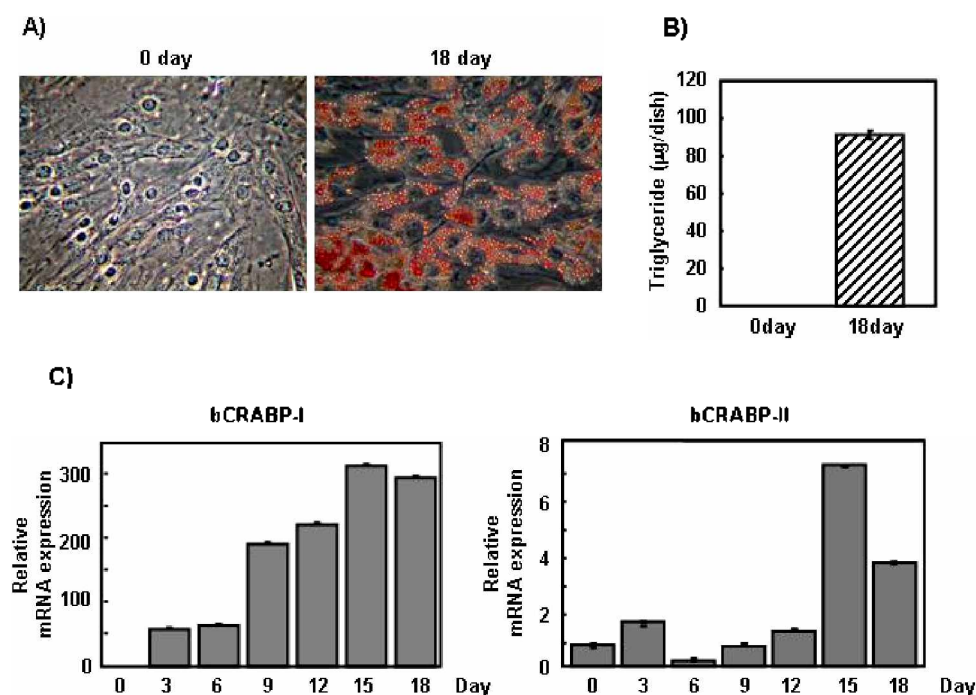 A)
0 day
18 day
B)
Triglyceride (µg/dish)
120
100
80
60
40
20
0
0day
18day
C)
bCRABP-I
Relative
mRNA expression
300
200
100
0
0 3 6 9 12 15 18 Day
bCRABP-II
Relative
mRNA expression
8
6
4
2
0
0 3 6 9 12 15 18 Day